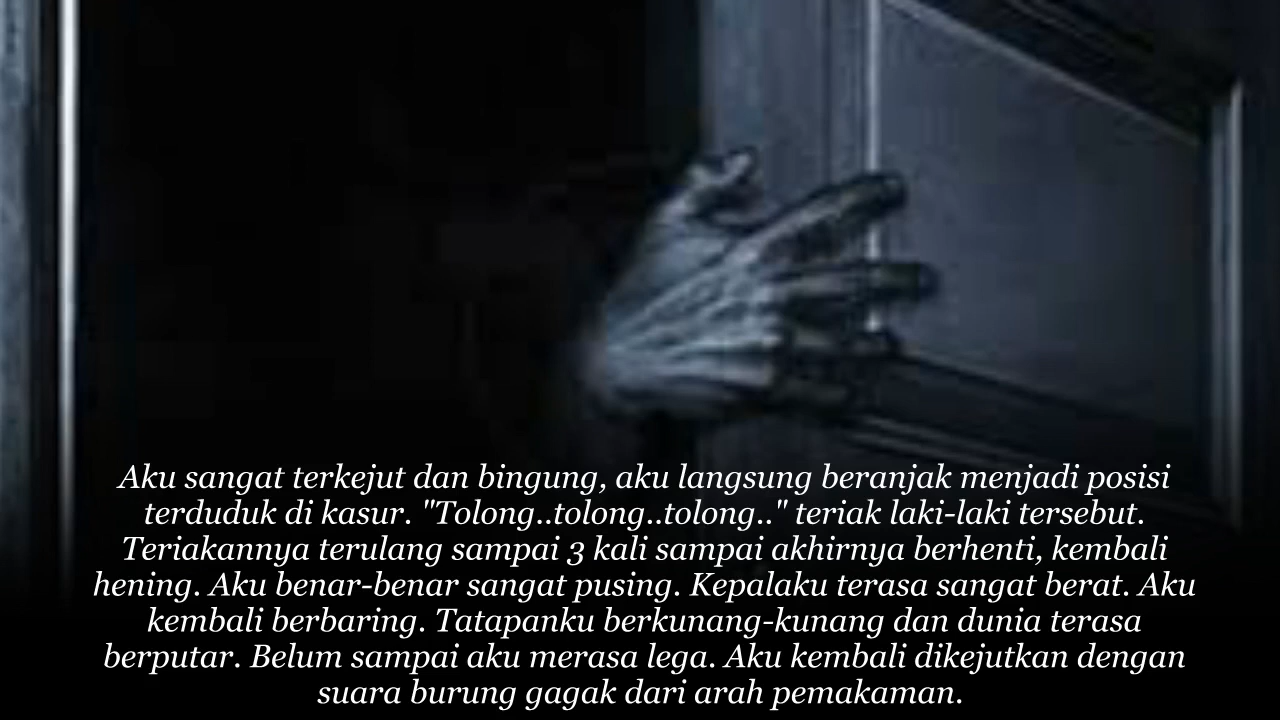 Aku sangat terkejut dan bingung, aku langsung beranjak menjadi posisi
terduduk di kasur. "Tolong..tolong..tolong.." teriak laki-laki tersebut.
Teriakannya terulang sampai 3 kali sampai akhirnya berhenti, kembali
hening. Aku benar-benar sangat pusing. Kepalaku terasa sangat berat. Aku
kembali berbaring. Tatapanku berkunang-kunang dan dunia terasa
berputar. Belum sampai aku merasa lega. Aku kembali dikejutkan dengan
suara burung gagak dari arah pemakaman.